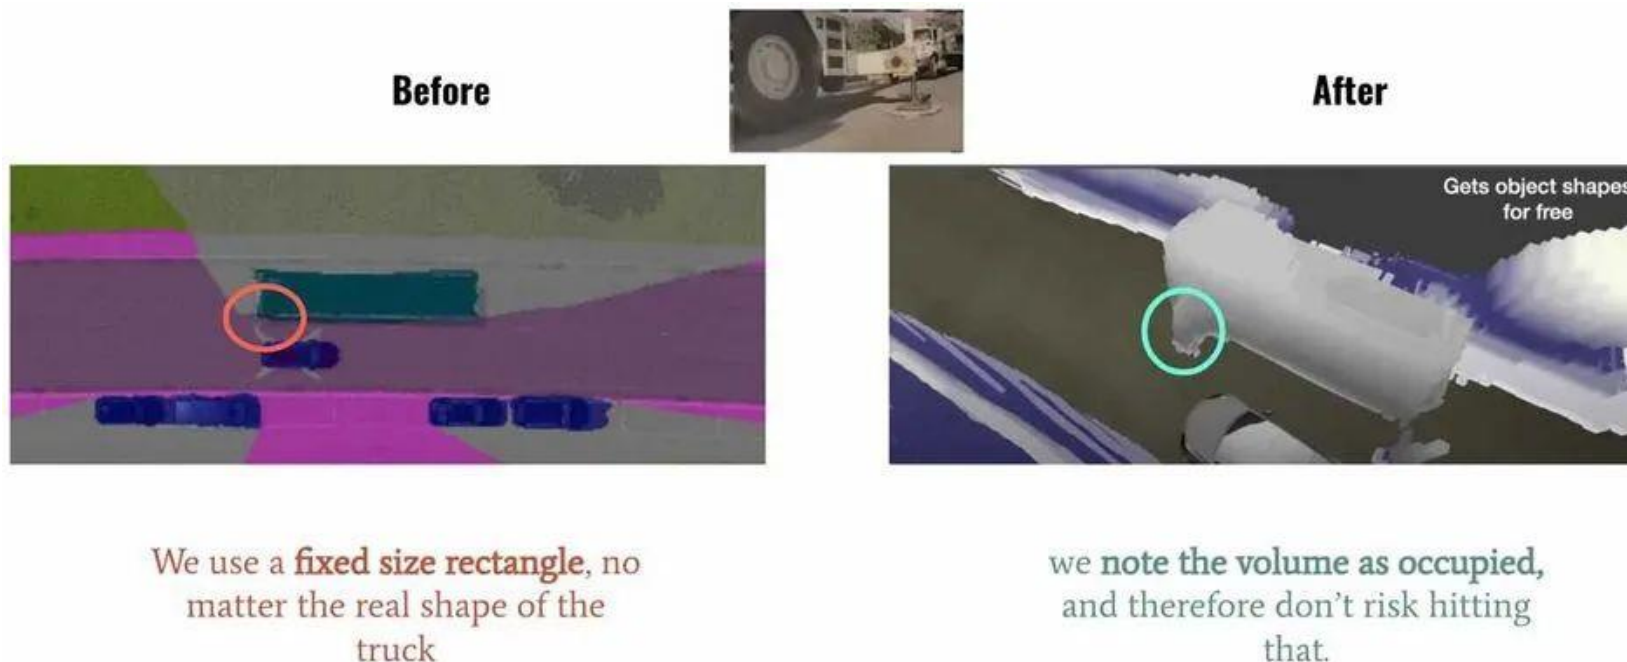 Before
After
Gets object shapes
for free
We use a fixed size rectangle, no
matter the real shape of the
truck
we note the volume as occupied,
and therefore don't risk hitting
that.